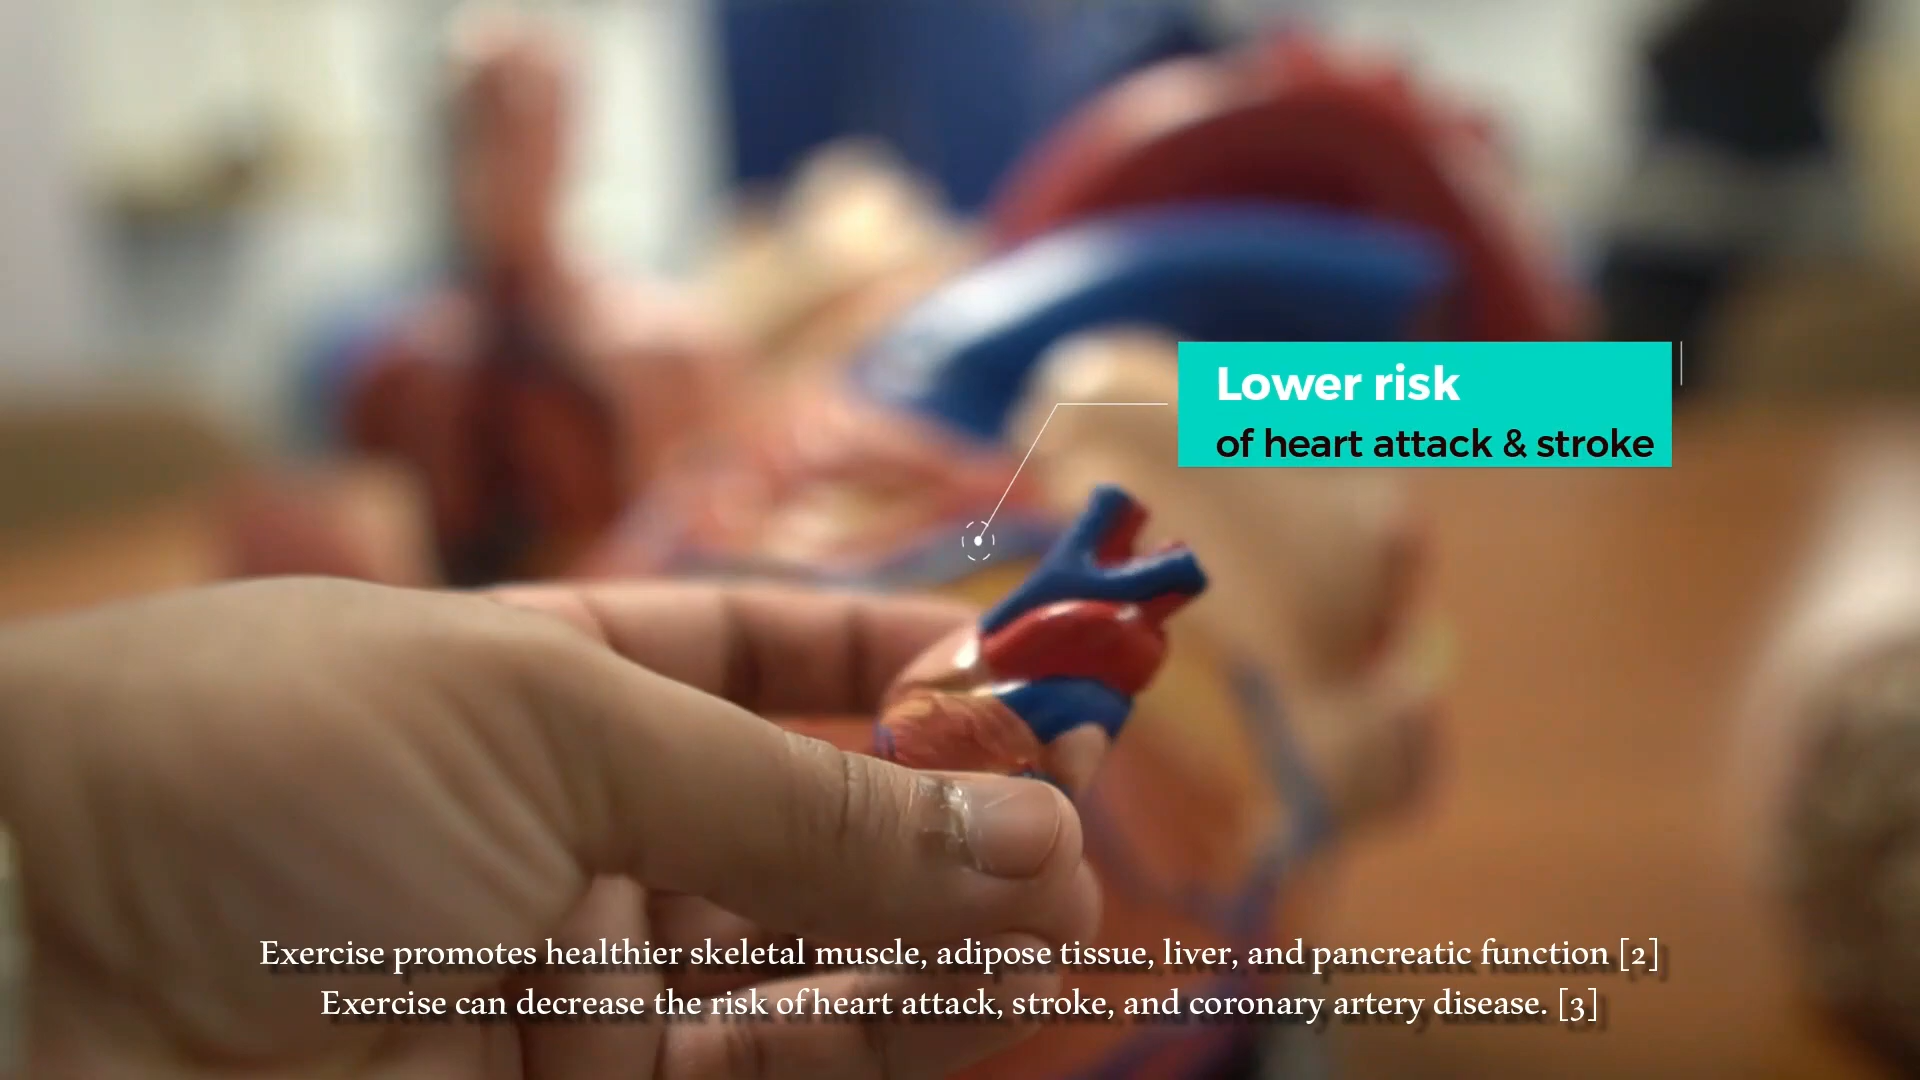 Lower risk
of heart attack & stroke
Exercise promotes healthier skeletal muscle, adipose tissue, liver, and pancreatic function [2]
Exercise can decrease the risk of heart attack, stroke, and coronary artery disease. [3]